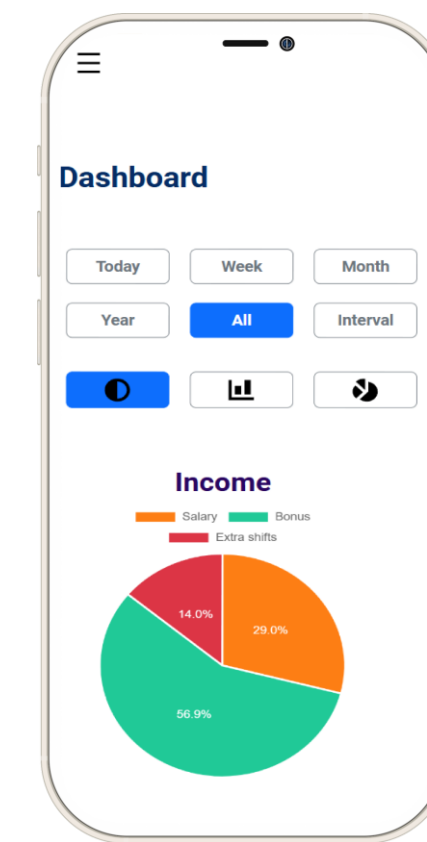 Dashboard
Today Week Month
Year All Interval
Income
Salary Bonus
Extra shifts
14.0%
29.0%
56.9%